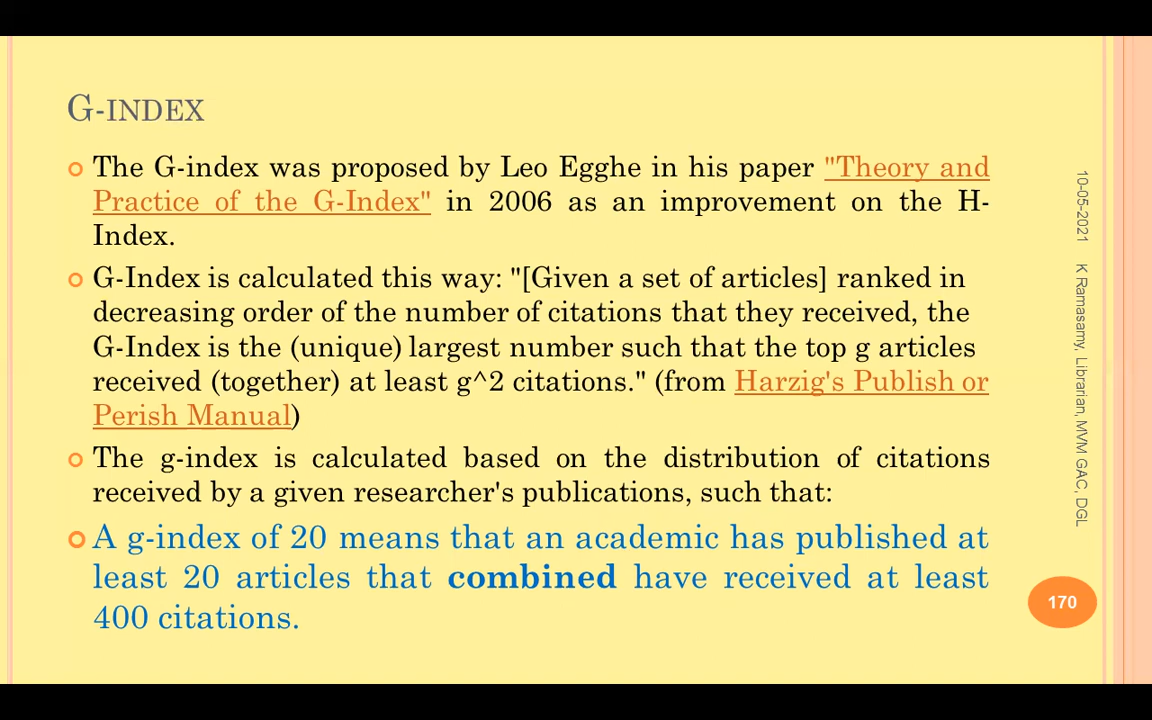 G-INDEX
The G-index was proposed by Leo Egghe in his paper "Theory and
Practice of the G-Index" in 2006 as an improvement on the H-
Index.
G-Index is calculated this way: "[Given a set of articles] ranked in
decreasing order of the number of citations that they received, the
G-Index is the (unique) largest number such that the top g articles
received (together) at least g^2 citations." (from Harzig's Publish or
Perish Manual)
The g-index is calculated based on the distribution of citations
received by a given researcher's publications, such that:
A g-index of 20 means that an academic has published at
least 20 articles that combined have received at least
400 citations.
10-05-2021 K Ramasamy, Librarian, MVM GAC, DGL
170